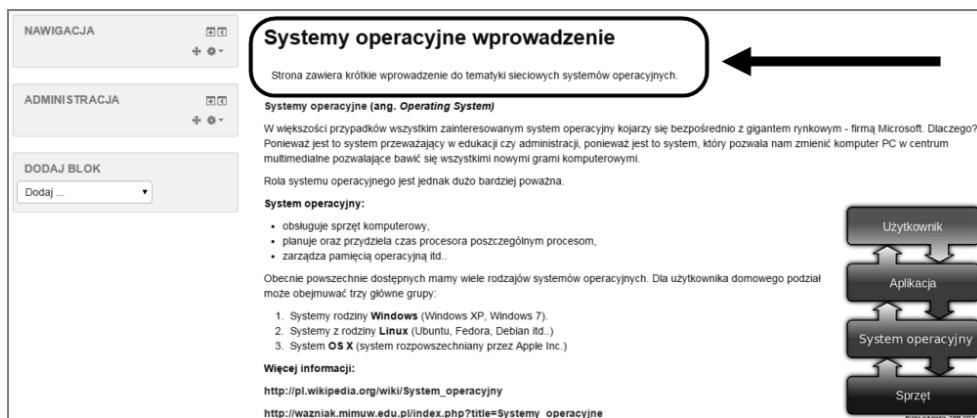 NAWIGACJA
ADMINISTRACJA
DODAJ BLOK
Dodaj ...
Systemy operacyjne wprowadzenie
Strona zawiera krótkie wprowadzenie do tematyki sieciowych systemów operacyjnych.
Systemy operacyjne (ang. Operating System)
W większości przypadków wszystkim zainteresowanym system operacyjny kojarzy się bezpośrednio z gigantem rynkowym - firmą Microsoft. Dlaczego?
Ponieważ jest to system przeważający w edukacji czy administracji, ponieważ jest to system, który pozwala nam zmienić komputer PC w centrum
multimedialne pozwalające bawić się wszystkimi nowymi grami komputerowymi.
Rola systemu operacyjnego jest jednak dużo bardziej poważna.
System operacyjny:
• obsługuje sprzęt komputerowy,
• planuje oraz przydziela czas procesora poszczególnym procesom,
• zarządza pamięcią operacyjną itd..
Obecnie powszechnie dostępnych mamy wiele rodzajów systemów operacyjnych. Dla użytkownika domowego podział
może obejmuwać trzy główne grupy:
1. Systemy rodziny Windows (Windows XP, Windows 7).
2. Systemy z rodziny Linux (Ubuntu, Fedora, Debian itd..)
3. System OS X (system rozpowszechniany przez Apple Inc.)
Więcej informacji:
http://pl.wikipedia.org/wiki/System_operacyjny
http://wazniak.mimuw.edu.pl/index.php?title=Systemy_operacyjne
Użytkownik
Aplikacja
System operacyjny
Sprzęt